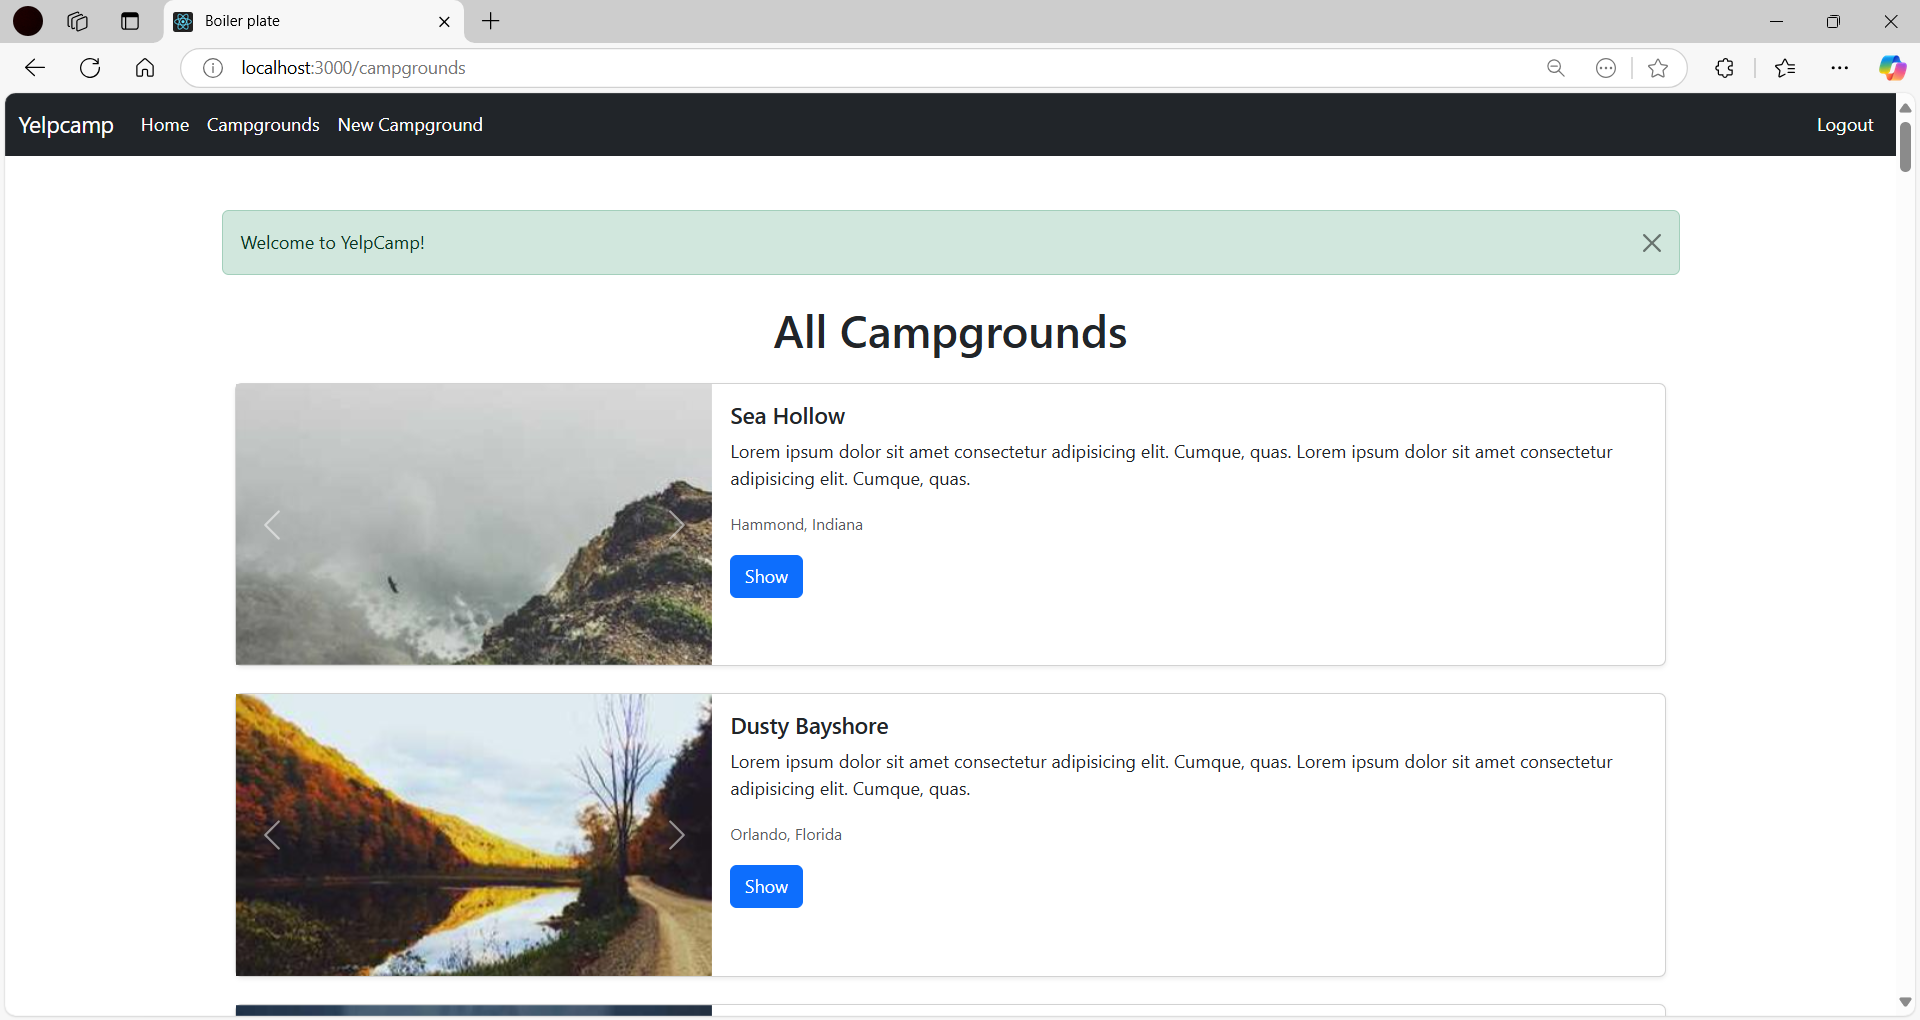 Boiler plate
localhost:3000/campgrounds
Yelpcamp Home Campgrounds New Campground Logout
Welcome to YelpCamp!
All Campgrounds
Sea Hollow
Lorem ipsum dolor sit amet consectetur adipisicing elit. Cumque, quas. Lorem ipsum dolor sit amet consectetur
adipisicing elit. Cumque, quas.
Hammond, Indiana
Show
Dusty Bayshore
Lorem ipsum dolor sit amet consectetur adipisicing elit. Cumque, quas. Lorem ipsum dolor sit amet consectetur
adipisicing elit. Cumque, quas.
Orlando, Florida
Show